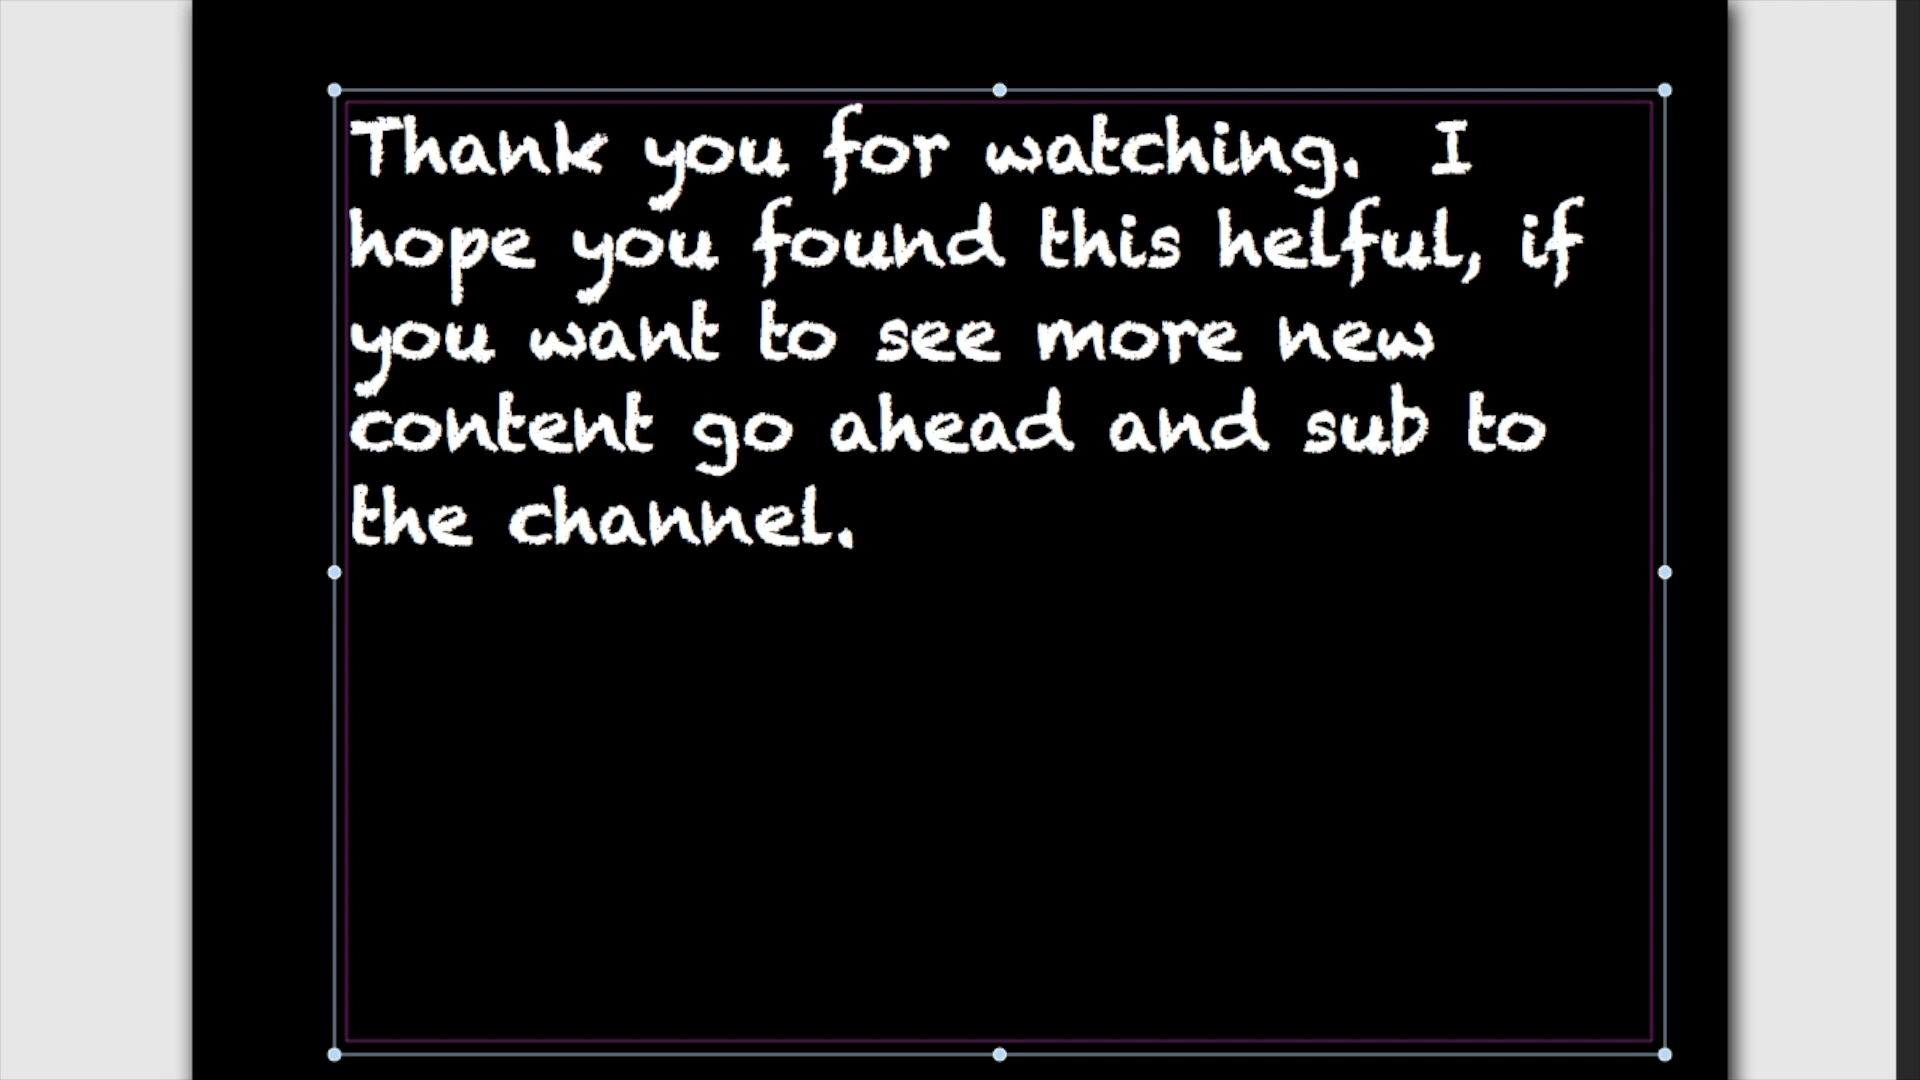 Thank you for watching.  I
hope you found this helful, if
you want to see more new
content go ahead and sub to
the channel.